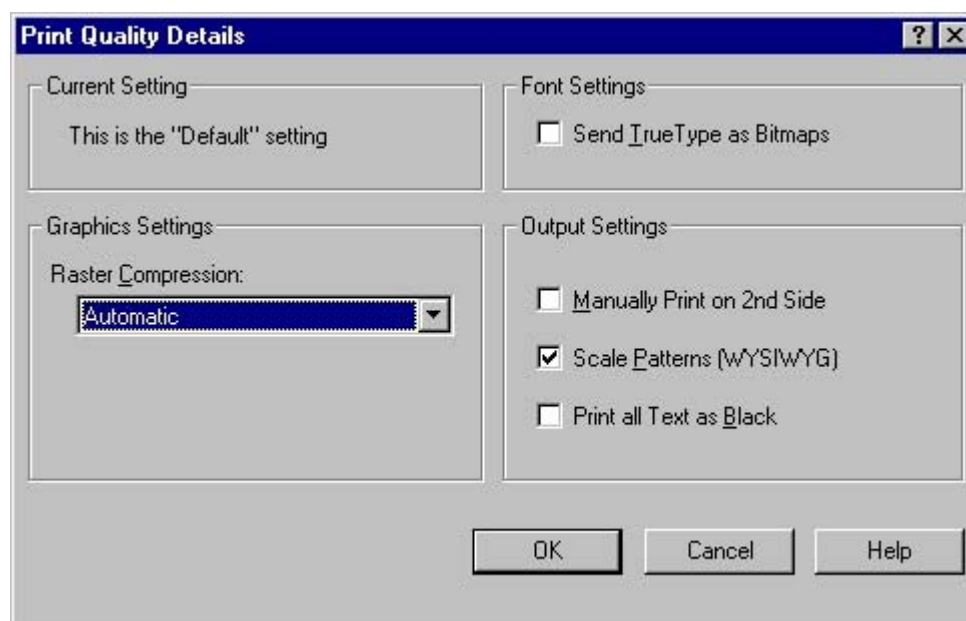 Print Quality Details
Current Setting
This is the "Default" setting
Font Settings
Send TrueType as Bitmaps
Graphics Settings
Raster Compression:
Automatic
Output Settings
Manually Print on 2nd Side
Scale Patterns (WYSIWYG)
Print all Text as Black
OK Cancel Help